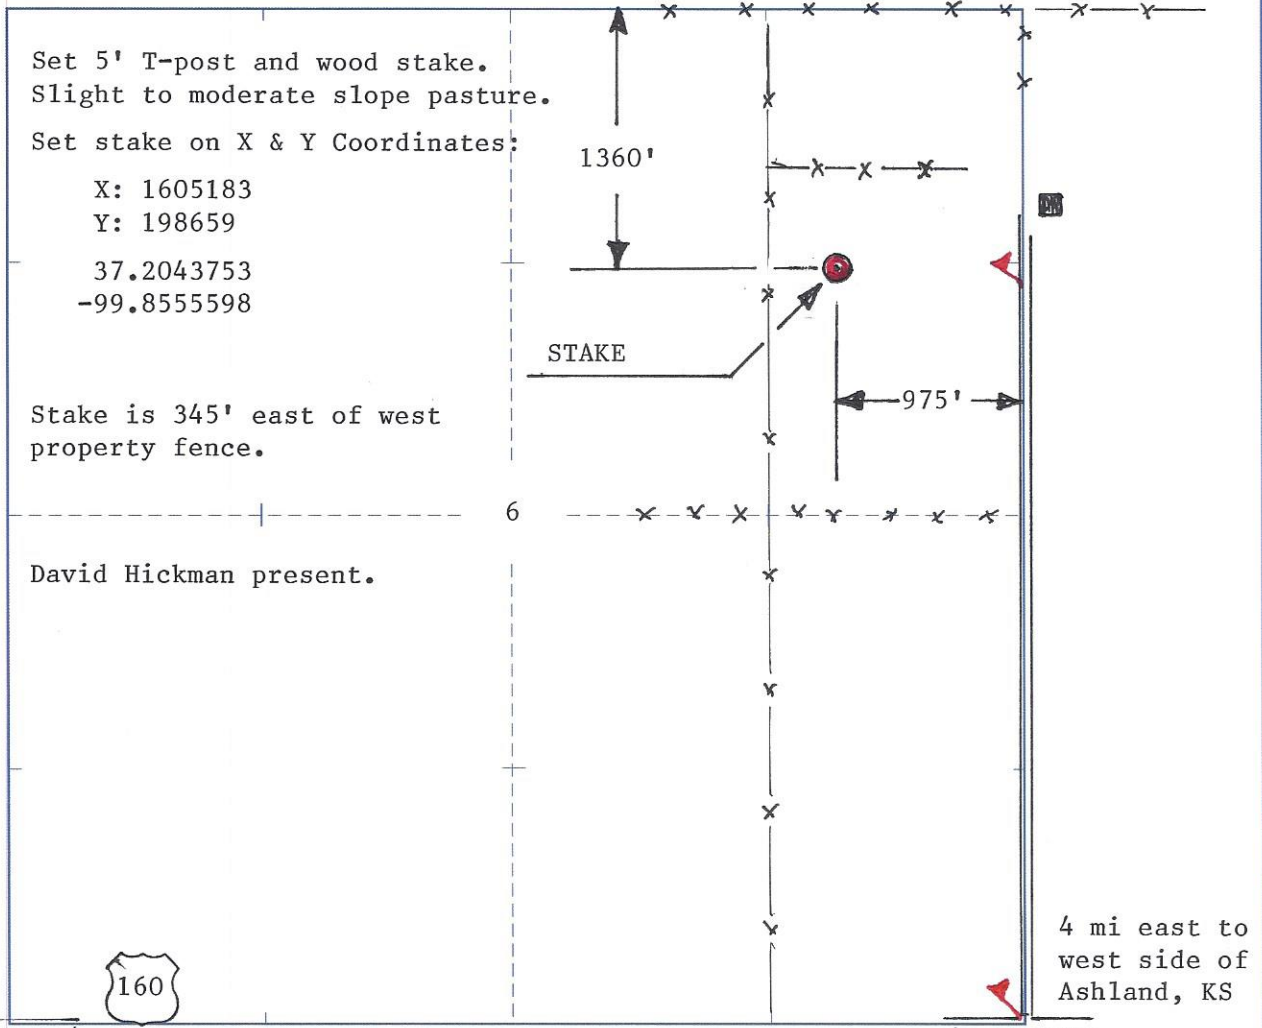 Set 5' T-post and wood stake.
Slight to moderate slope pasture.
Set stake on X & Y Coordinates:
X: 1605183
Y: 198659
37.2043753
-99.8555598
1360'
STAKE
975'
Stake is 345' east of west
property fence.
6
David Hickman present.
160
4 mi east to
west side of
Ashland, KS